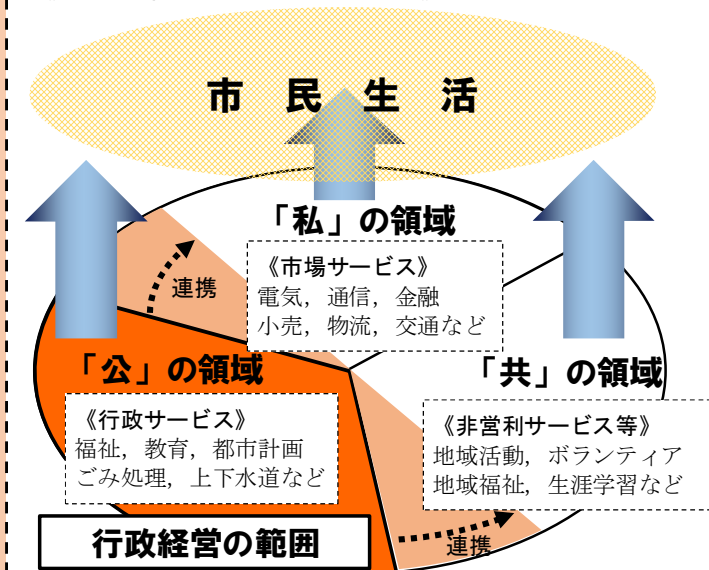 市民生活
「私」の領域
《市場サービス》
電気，通信，金融
小売，物流，交通など
連携
「公」の領域
《行政サービス》
福祉，教育，都市計画
ごみ処理，上下水道など
「共」の領域
《非営利サービス等》
地域活動，ボランティア
地域福祉，生涯学習など
行政経営の範囲
連携